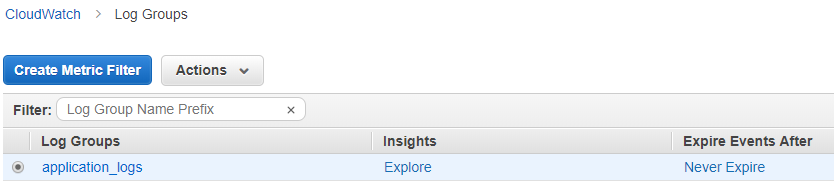 CloudWatch > Log Groups
Create Metric Filter Actions
Filter: Log Group Name Prefix ×
Log Groups Insights Expire Events After
application_logs Explore Never Expire